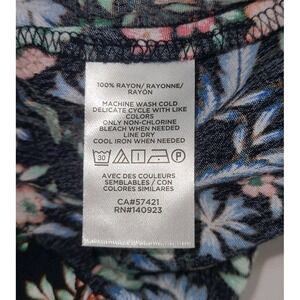 100% RAYON/ RAYONNE/
RAYÓN
MACHINE WASH COLD
DELICATE CYCLE WITH LIKE
COLORS
ONLY NON-CHLORINE
BLEACH WHEN NEEDED
LINE DRY
COOL IRON WHEN NEEDED
30 P
AVEC DES COULEURS
SEMBLABLES / CON
COLORES SIMILARES
CA#57421
RN#140923